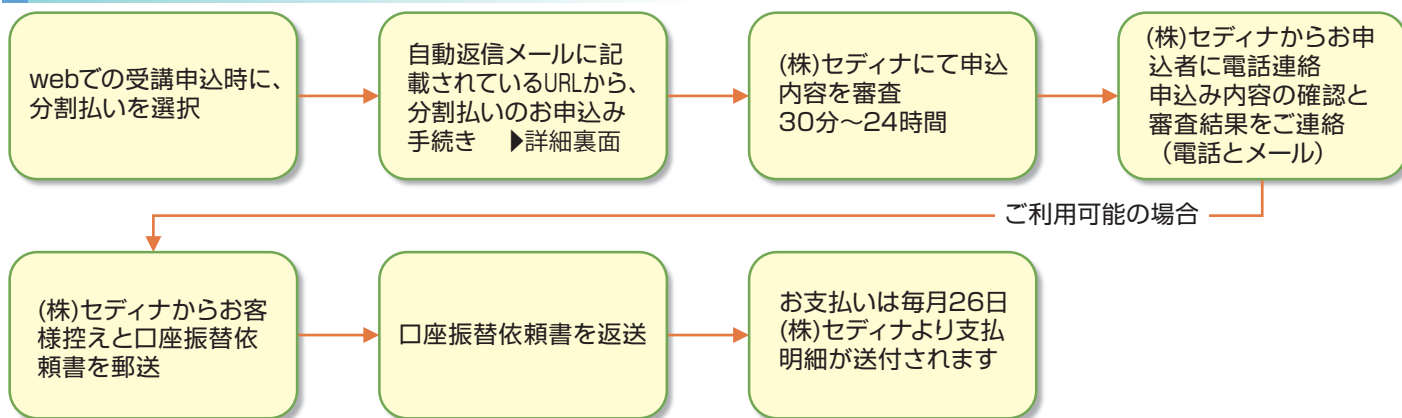 webでの受講申込時に、
分割払いを選択
自動返信メールに記
載されているURLから、
分割払いのお申込み
手続き　▶詳細裏面
(株)セディナにて申込
内容を審査
30分～24時間
(株)セディナからお申
込者に電話連絡
申込み内容の確認と
審査結果をご連絡
（電話とメール）
ご利用可能の場合
(株)セディナからお客
様控えと口座振替依
頼書を郵送
口座振替依頼書を返送
お支払いは毎月26日
(株)セディナより支払
明細が送付されます